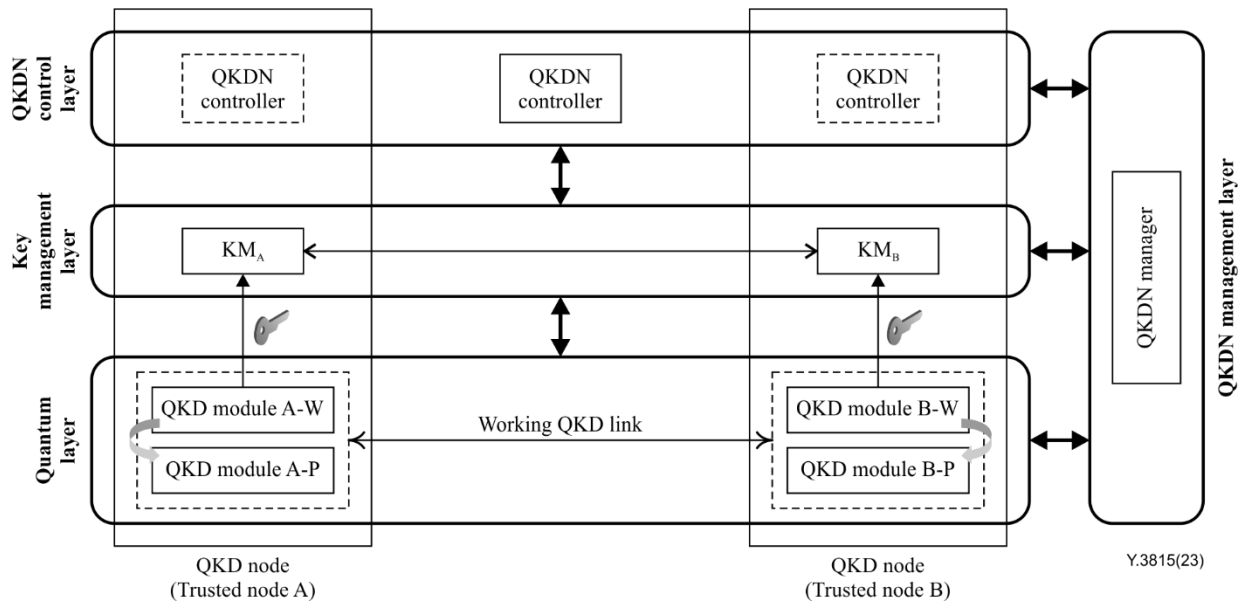 QKDN
control
layer
QKDN
controller
QKDN
controller
QKDN
controller
Key
management
layer
KM_A
KM_B
Quantum
layer
QKD module A-W
QKD module A-P
Working QKD link
QKD module B-W
QKD module B-P
QKDN manager
QKDN management layer
QKD node
(Trusted node A)
QKD node
(Trusted node B)
Y.3815(23)